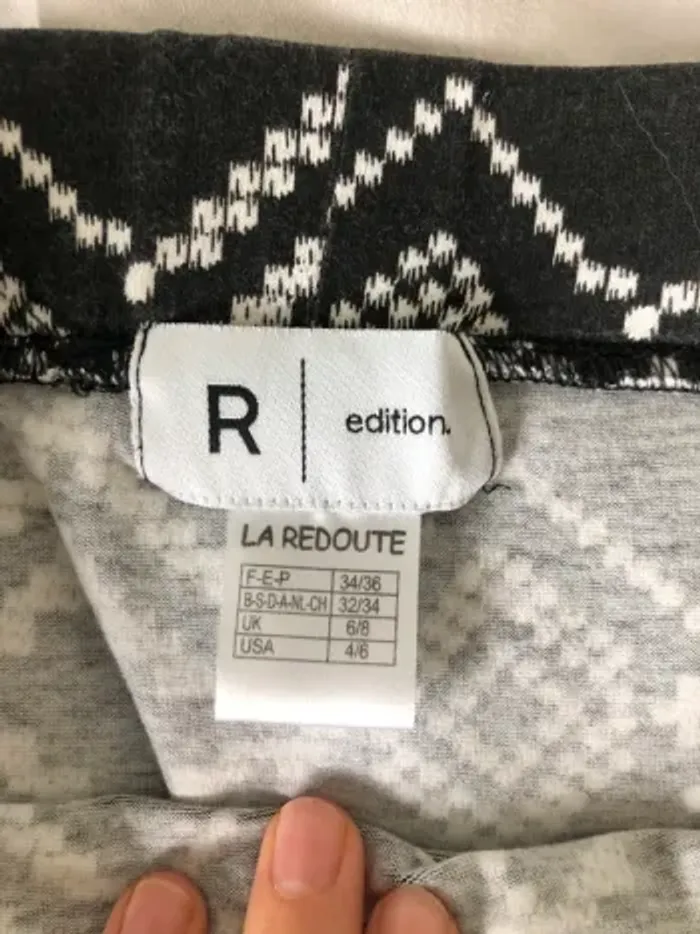 R edition.
LA REDOUTE
F-E-P 34/36
B-S-D-A-NL-CH 32/34
UK 6/8
USA 4/6